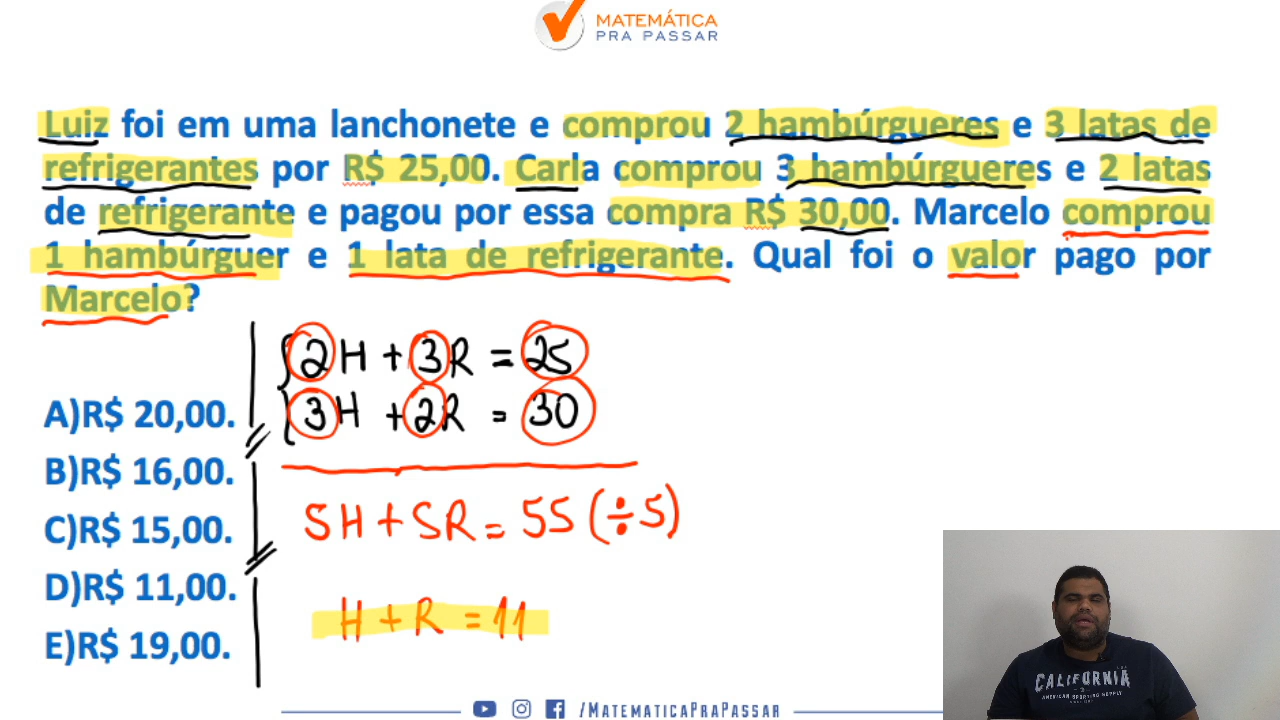 MATEMÁTICA
PRA PASSAR
Luiz foi em uma lanchonete e comprou 2 hambúrgueres e 3 latas de
refrigerantes por R$ 25,00. Carla comprou 3 hambúrgueres e 2 latas
de refrigerante e pagou por essa compra R$ 30,00. Marcelo comprou
1 hambúrguer e 1 lata de refrigerante. Qual foi o valor pago por
Marcelo?
2H + 3R = 25
3H + 2R = 30
A)R$ 20,00.
B)R$ 16,00.
C)R$ 15,00.
D)R$ 11,00.
E)R$ 19,00.
5H + 5R = 55 (÷5)
H + R = 11
CALIFORNIA
/MATEMATICAPRAPASSAR